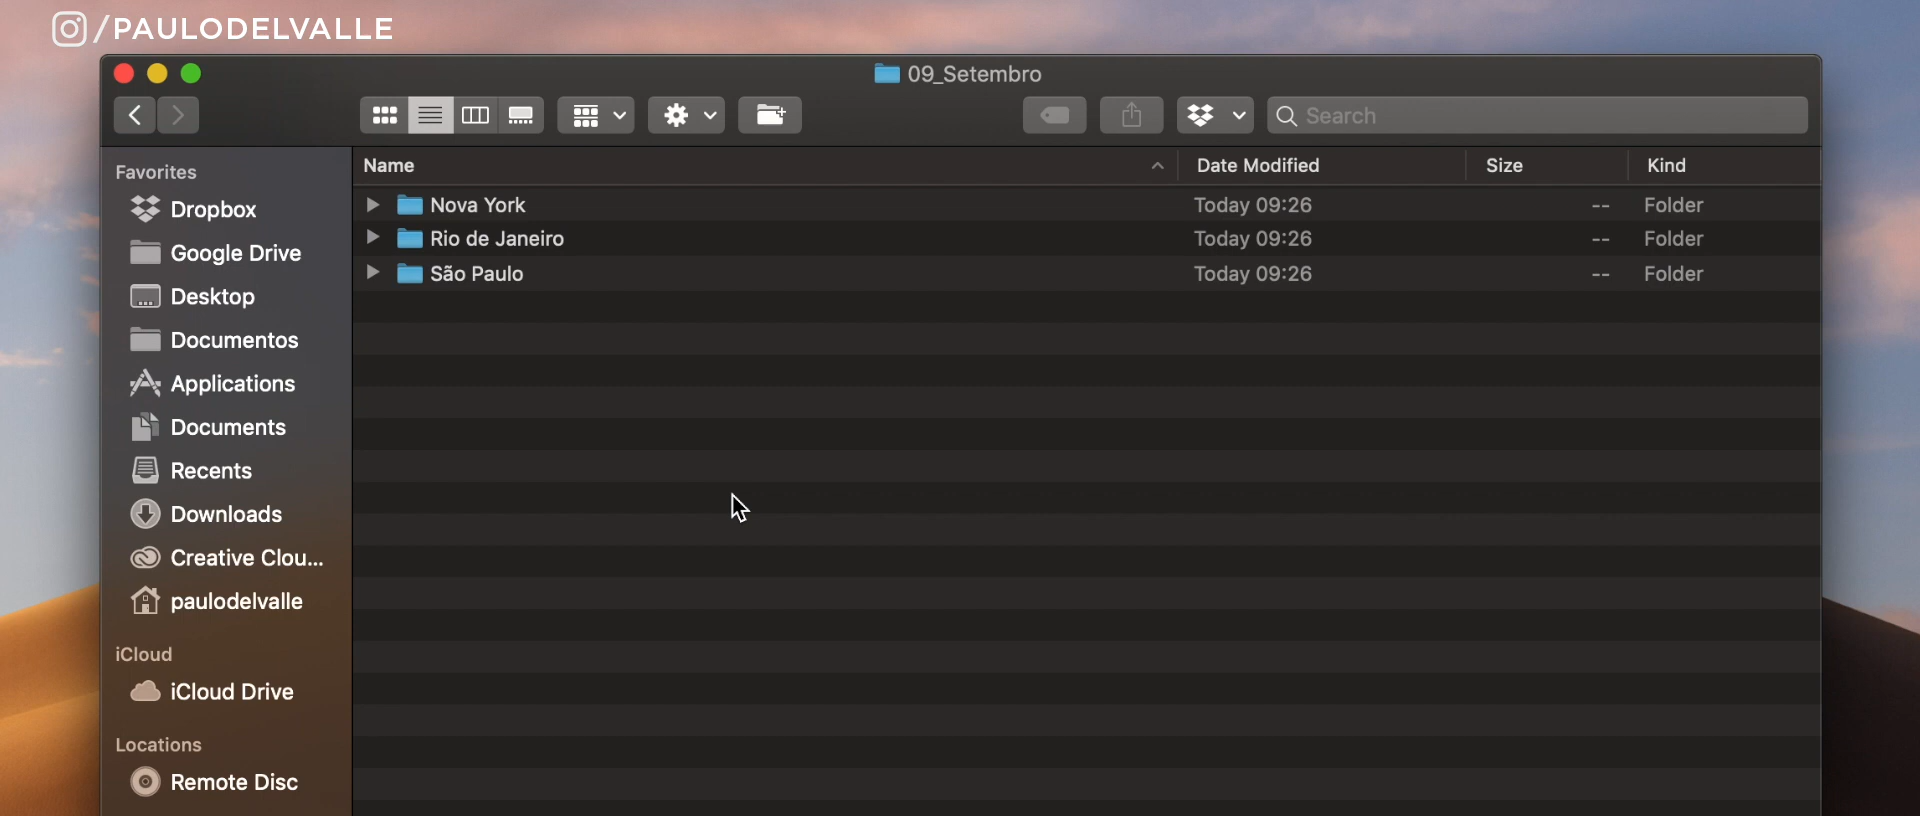 /PAULODELVALLE
09_Setembro
Search
Name Date Modified Size Kind
Nova York Today 09:26 -- Folder
Rio de Janeiro Today 09:26 -- Folder
São Paulo Today 09:26 -- Folder
Favorites
Dropbox
Google Drive
Desktop
Documentos
Applications
Documents
Recents
Downloads
Creative Clou...
paulodelvalle
iCloud
iCloud Drive
Locations
Remote Disc